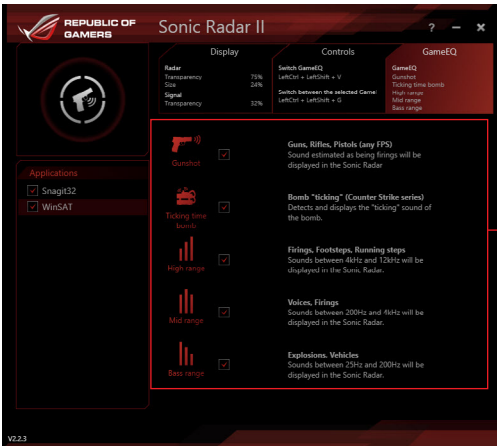 REPUBLIC OF
GAMERS
Sonic Radar II
? − ×
Display
Radar
Transparency 75%
Size 24%
Signal
Transparency 32%
Controls
Switch GameEQ
LeftCtrl + LeftShift + V
Switch between the selected Game
LeftCtrl + LeftShift + G
GameEQ
GameEQ
Gunshot
Ticking time bomb
High range
Mid range
Bass range
Applications
Snagit32
WinSAT
Gunshot
Guns, Rifles, Pistols (any FPS)
Sound estimated as being firings will be
displayed in the Sonic Radar
Ticking time
bomb
Bomb "ticking" (Counter Strike series)
Detects and displays the "ticking" sound of
the bomb.
High range
Firings, Footsteps, Running steps
Sounds between 4kHz and 12kHz will be
displayed in the Sonic Radar.
Mid range
Voices, Firings
Sounds between 200Hz and 4kHz will be
displayed in the Sonic Radar.
Bass range
Explosions. Vehicles
Sounds between 25Hz and 200Hz will be
displayed in the Sonic Radar.
V2.2.3